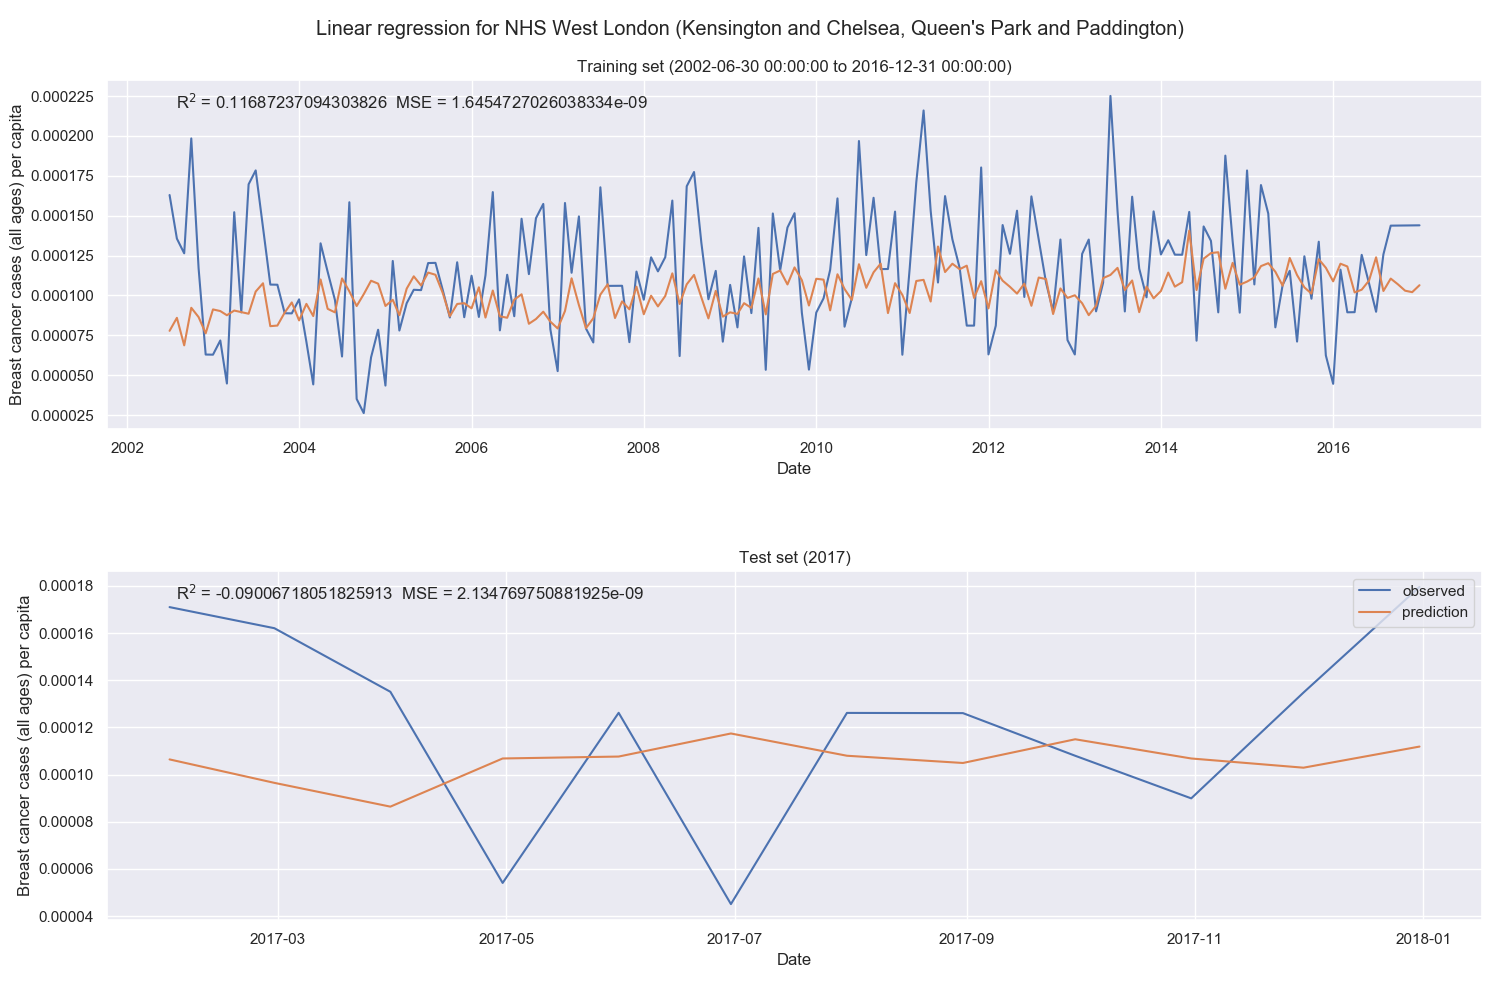 Linear regression for NHS West London (Kensington and Chelsea, Queen's Park and Paddington)
Training set (2002-06-30 00:00:00 to 2016-12-31 00:00:00)
R² = 0.11687237094303826 MSE = 1.6454727026038334e-09
Breast cancer cases (all ages) per capita
0.000225
0.000200
0.000175
0.000150
0.000125
0.000100
0.000075
0.000050
0.000025
2002 2004 2006 2008 2010 2012 2014 2016
Date
Test set (2017)
R² = -0.09006718051825913 MSE = 2.134769750881925e-09
observed
prediction
Breast cancer cases (all ages) per capita
0.00018
0.00016
0.00014
0.00012
0.00010
0.00008
0.00006
0.00004
2017-03 2017-05 2017-07 2017-09 2017-11 2018-01
Date